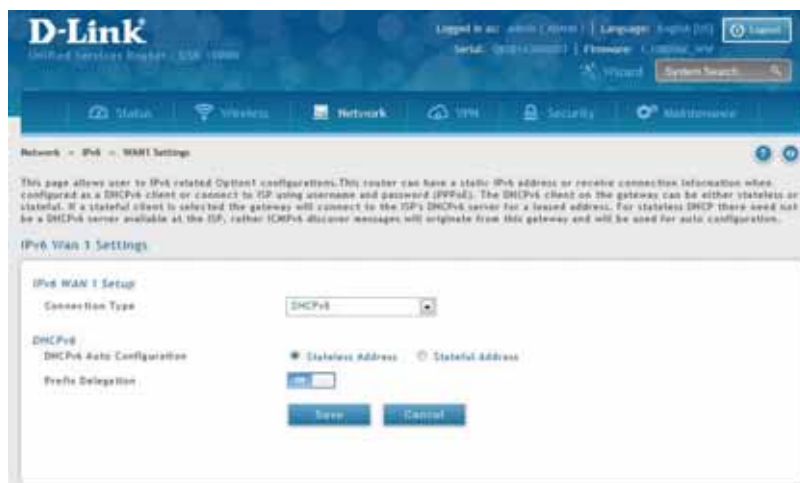 D-Link
Logged in as: admin ( ADMIN ) | Language: English [US]
Logout
Unified Services Router -
Serial: | Firmware:
Wizard
System Search...
Status
Wireless
Network
VPN
Security
Maintenance
Network » IPv6 » WAN1 Settings
This page allows user to IPv6 related Option1 configurations.This router can have a static IPv6 address or receive connection information when
configured as a DHCPv6 client or connect to ISP using username and password (PPPoE). The DHCPv6 client on the gateway can be either stateless or
stateful. If a stateful client is selected the gateway will connect to the ISP's DHCPv6 server for a leased address. For stateless DHCP there need not
be a DHCPv6 server available at the ISP, rather ICMPv6 discover messages will originate from this gateway and will be used for auto configuration.
IPv6 Wan 1 Settings
IPv6 WAN 1 Setup
Connection Type
DHCPv6
DHCPv6
DHCPv6 Auto Configuration
Stateless Address
Stateful Address
Prefix Delegation
ON
Save
Cancel